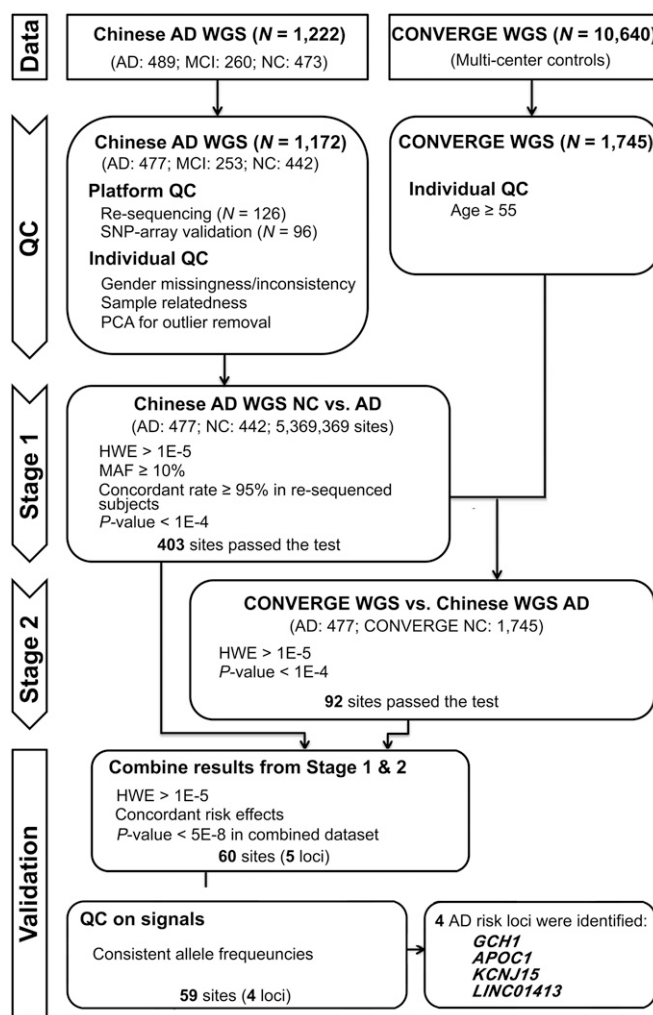 Data
Chinese AD WGS (N = 1,222)
(AD: 489; MCI: 260; NC: 473)
CONVERGE WGS (N = 10,640)
(Multi-center controls)
QC
Chinese AD WGS (N = 1,172)
(AD: 477; MCI: 253; NC: 442)
Platform QC
Re-sequencing (N = 126)
SNP-array validation (N = 96)
Individual QC
Gender missingness/inconsistency
Sample relatedness
PCA for outlier removal
CONVERGE WGS (N = 1,745)
Individual QC
Age ≥ 55
Stage 1
Chinese AD WGS NC vs. AD
(AD: 477; NC: 442; 5,369,369 sites)
HWE > 1E-5
MAF ≥ 10%
Concordant rate ≥ 95% in re-sequenced
subjects
P-value < 1E-4
403 sites passed the test
Stage 2
CONVERGE WGS vs. Chinese WGS AD
(AD: 477; CONVERGE NC: 1,745)
HWE > 1E-5
P-value < 1E-4
92 sites passed the test
Validation
Combine results from Stage 1 & 2
HWE > 1E-5
Concordant risk effects
P-value < 5E-8 in combined dataset
60 sites (5 loci)
QC on signals
Consistent allele frequeuncies
59 sites (4 loci)
4 AD risk loci were identified:
GCH1
APOC1
KCNJ15
LINC01413